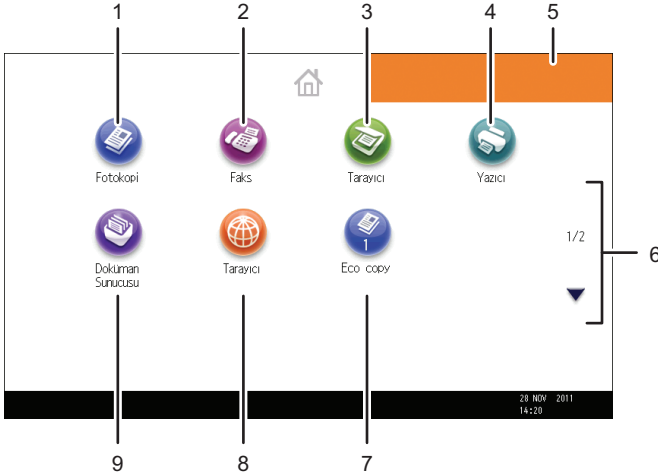 1 2 3 4 5
Fotokopi Faks Tarayıcı Yazıcı
1/2
6
1
Doküman Sunucusu
Tarayıcı
Eco copy
28 NOV 2011
14:20
9 8 7